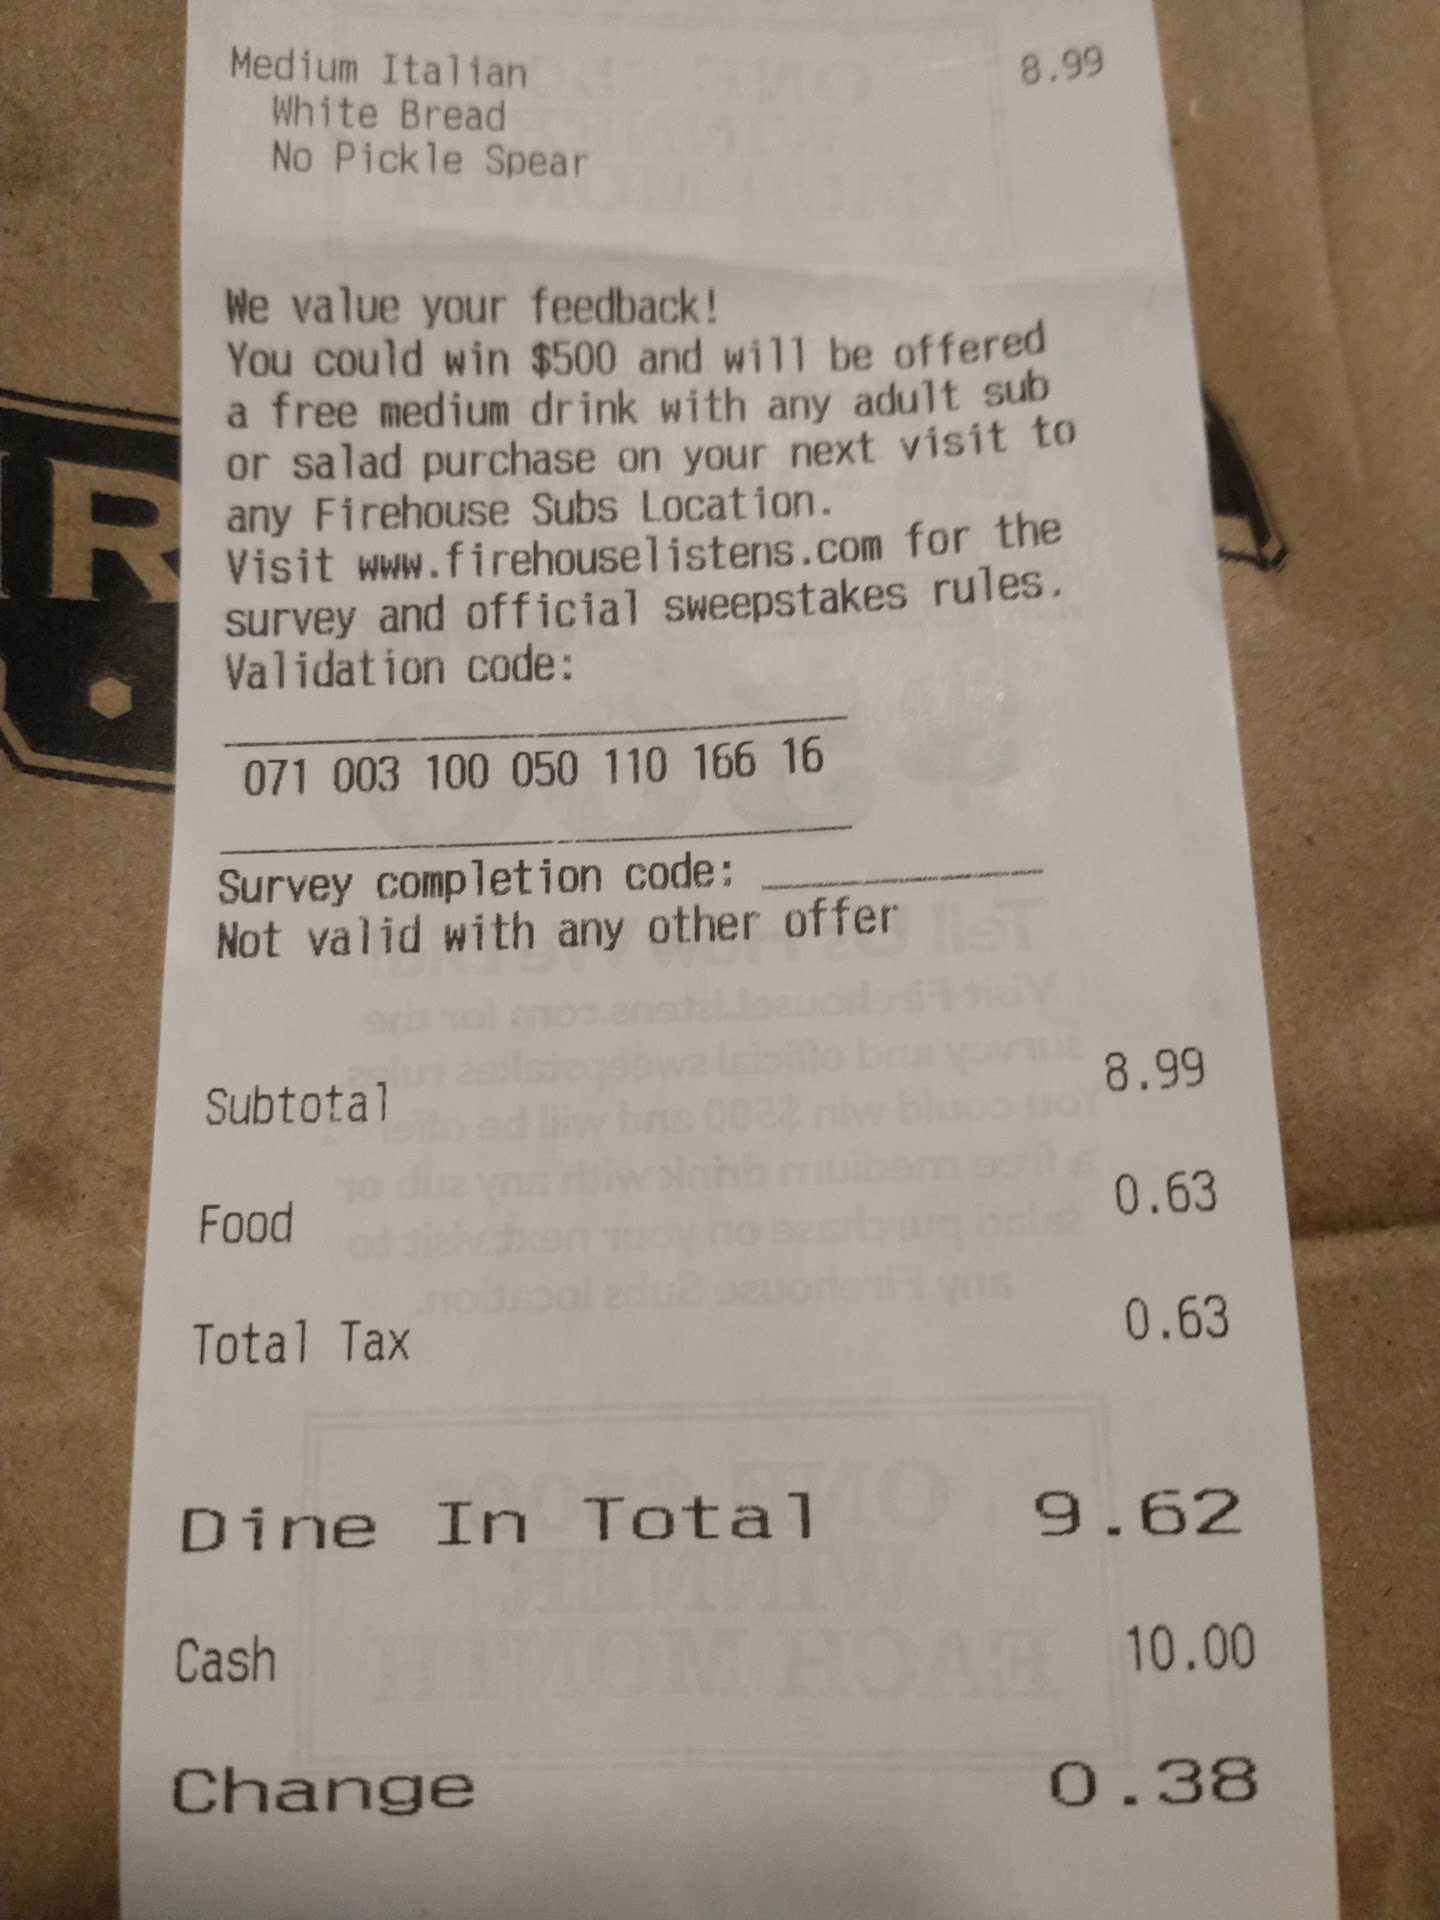 Medium Italian 8.99
White Bread
No Pickle Spear
We value your feedback!
You could win $500 and will be offered
a free medium drink with any adult sub
or salad purchase on your next visit to
any Firehouse Subs Location.
Visit www.firehouselistens.com for the
survey and official sweepstakes rules.
Validation code:
071 003 100 050 110 166 16
Survey completion code: ____________
Not valid with any other offer
Subtotal 8.99
Food 0.63
Total Tax 0.63
Dine In Total 9.62
Cash 10.00
Change 0.38